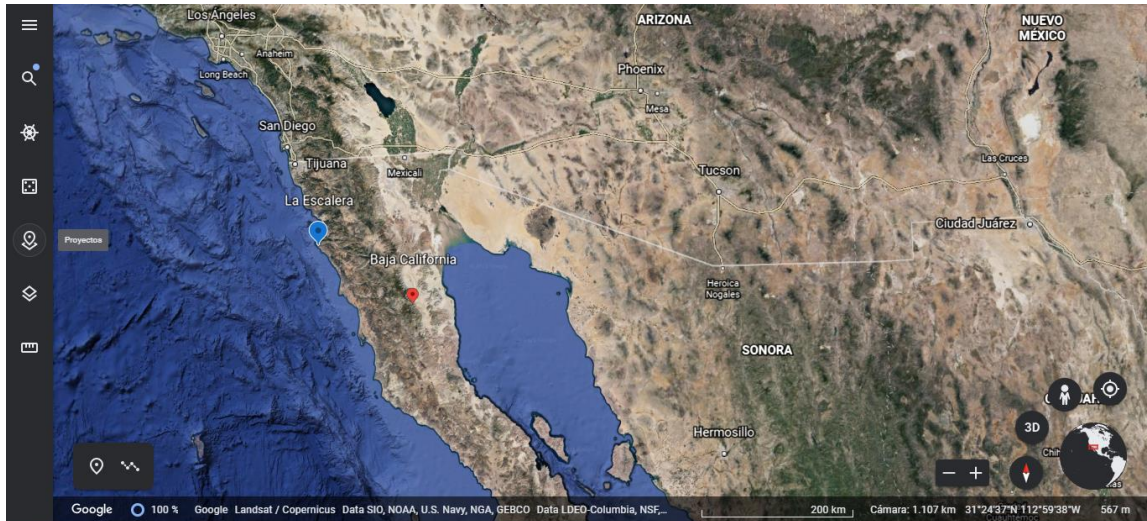 Los Ángeles
Anaheim
Long Beach
ARIZONA
NUEVO
MÉXICO
Phoenix
Mesa
San Diego
Tijuana
Mexicali
Tucson
Las Cruces
La Escalera
Ciudad Juárez
Proyectos
Baja California
Heroica
Nogales
SONORA
Hermosillo
3D
Google
100 %
Google Landsat / Copernicus Data SIO, NOAA, U.S. Navy, NGA, GEBCO Data LDEO-Columbia, NSF,...
200 km
Cámara: 1.107 km 31°24'37"N 112°59'38"W 567 m